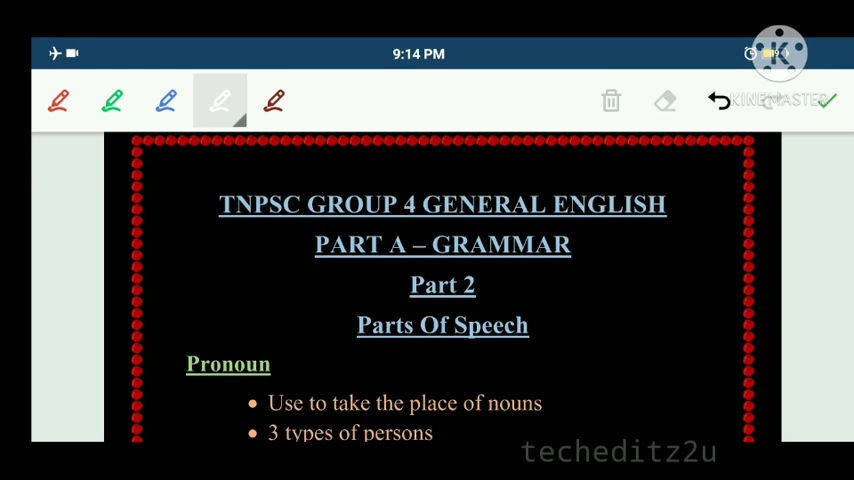 9:14 PM
19
K
KINEMASTER
TNPSC GROUP 4 GENERAL ENGLISH
PART A – GRAMMAR
Part 2
Parts Of Speech
Pronoun
• Use to take the place of nouns
• 3 types of persons
techeditz2u